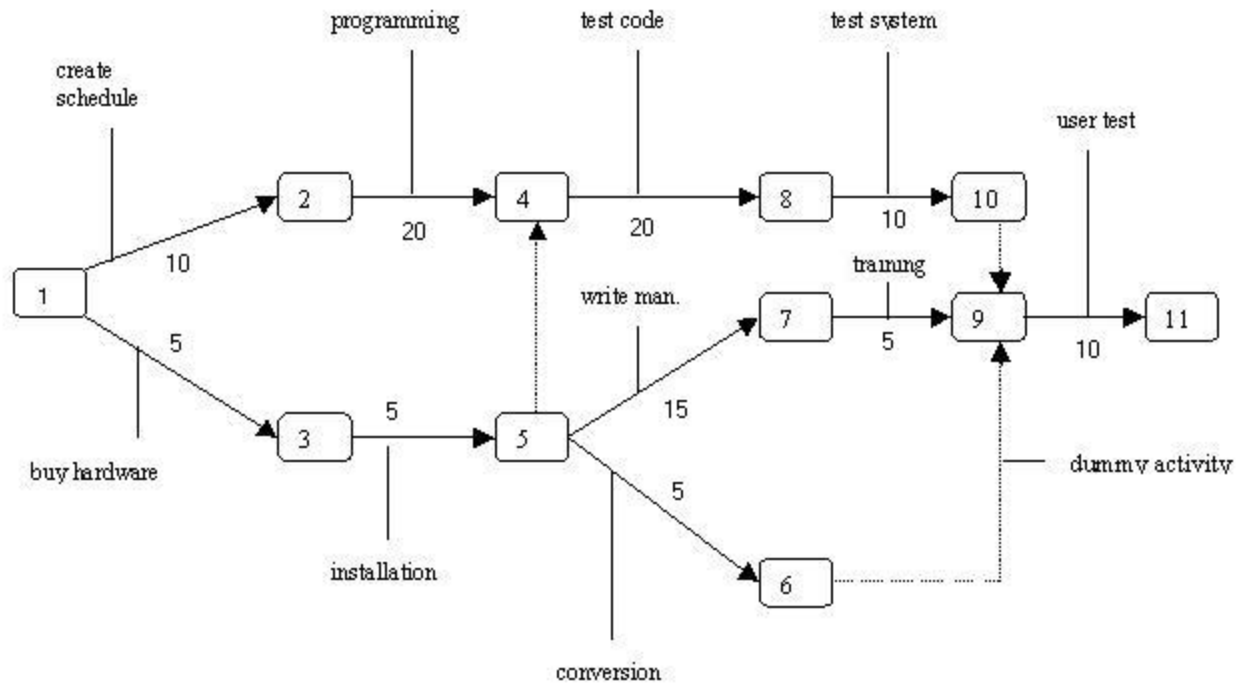 programming
test code
test system
create
schedule
user test
2
4
8
10
20
20
10
10
training
1
write man.
7
9
11
5
5
10
15
3
5
5
buy hardware
5
dummy activity
installation
6
conversion